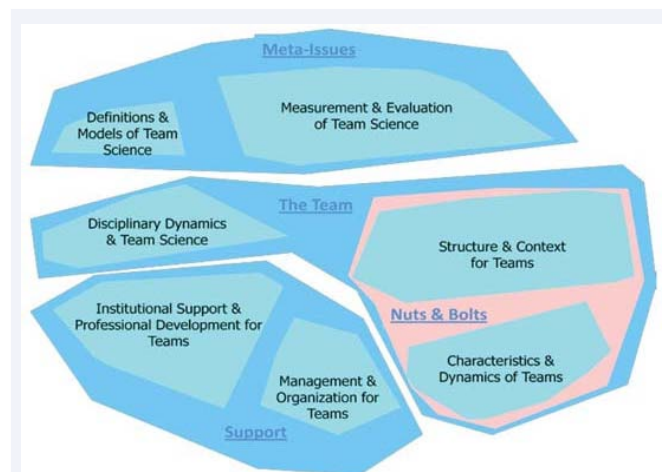 Meta-Issues
Definitions &
Models of Team
Science
Measurement & Evaluation
of Team Science
The Team
Disciplinary Dynamics
& Team Science
Structure & Context
for Teams
Nuts & Bolts
Characteristics &
Dynamics of Teams
Institutional Support &
Professional Development for
Teams
Management &
Organization for
Teams
Support